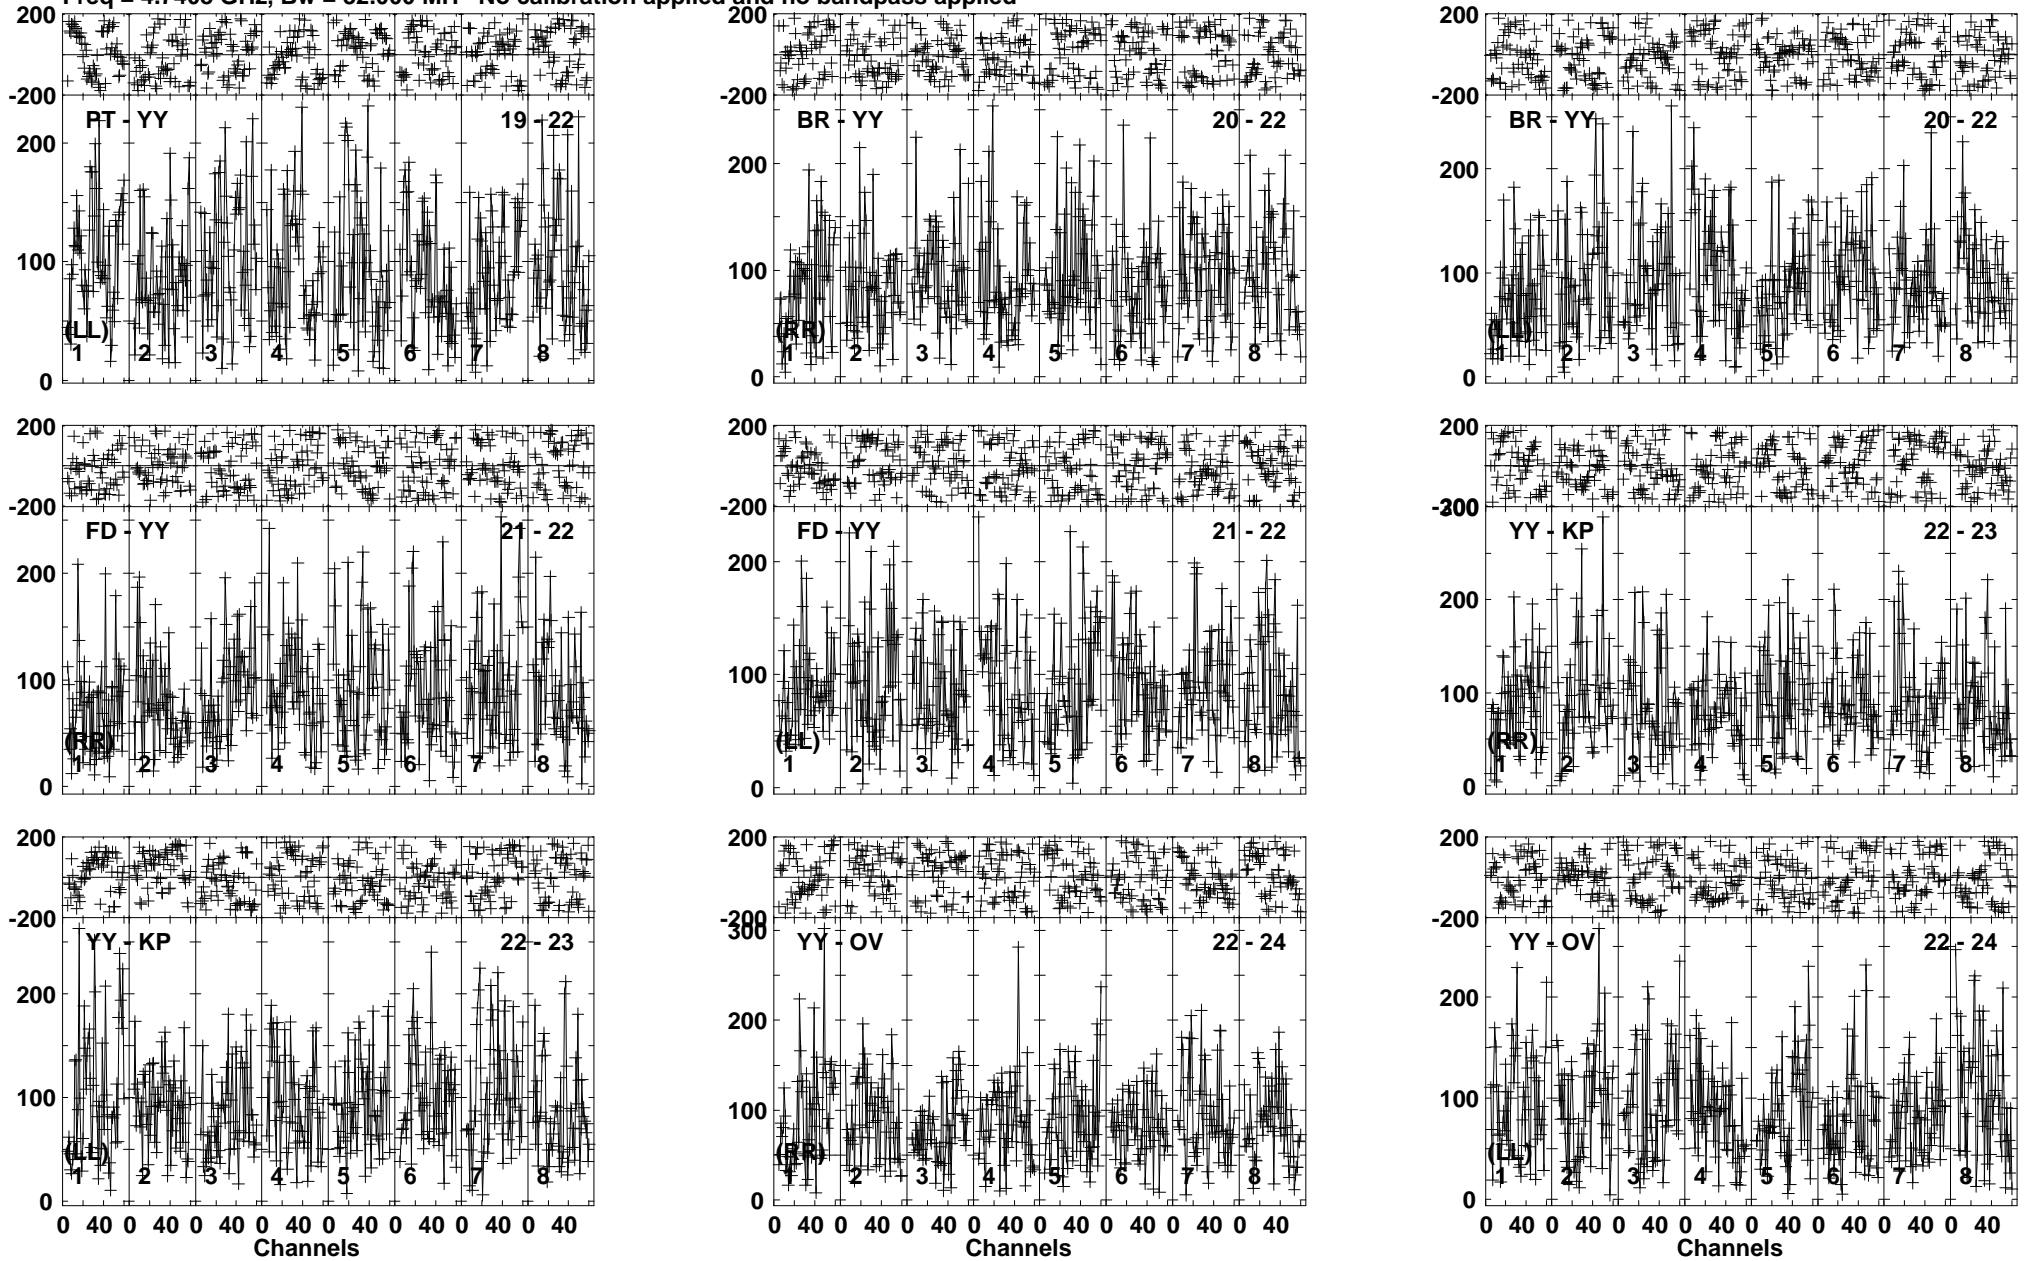 No calibration applied and no bandpass applied
200 200 200
-200 -200 -200
PT - YY 19 - 22 BR - YY 20 - 22 BR - YY 20 - 22
200 200 200
100 100 100
(LL) (RR) (LL)
1 2 3 4 5 6 7 8 1 2 3 4 5 6 7 8 1 2 3 4 5 6 7 8
0 0 0
200 200 200
-200 -200 -200
300
FD - YY 21 - 22 FD - YY 21 - 22 YY - KP 22 - 23
200 200 200
100 100 100
(RR) (LL) (RR)
1 2 3 4 5 6 7 8 1 2 3 4 5 6 7 8 1 2 3 4 5 6 7 8
0 0 0
200 200 200
-200 -200 -200
300
YY - KP 22 - 23 YY - OV 22 - 24 YY - OV 22 - 24
200 200 200
100 100 100
(LL) (RR) (LL)
1 2 3 4 5 6 7 8 1 2 3 4 5 6 7 8 1 2 3 4 5 6 7 8
0 0 0
0 40 0 40 0 40 0 40 0 40 0 40 0 40 0 40 0 40 0 40 0 40 0 40 0 40 0 40 0 40 0 40 0 40 0 40 0 40 0 40 0 40 0 40 0 40 0 40
Channels Channels Channels